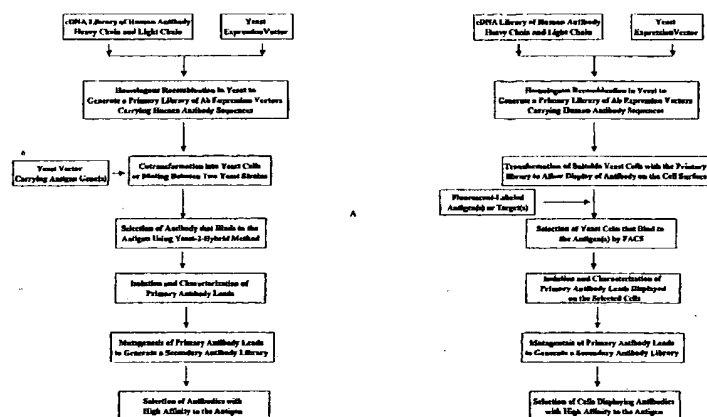 cDNA Library of Human Antibody
Heavy Chain and Light Chain
Yeast
Expression Vector
Homologous Recombination in Yeast to
Generate a Primary Library of Ab Expression Vectors
Carrying Human Antibody Sequences
Yeast Vector
Carrying Antigen Gene(s)
Cotransformation into Yeast Cells
or Mating Between Two Yeast Strains
Selection of Antibody that Binds to the
Antigen Using Yeast-2-Hybrid Method
Isolation and Characterization of
Primary Antibody Leads
Mutagenesis of Primary Antibody Leads
to Generate a Secondary Antibody Library
Selection of Antibodies with
High Affinity to the Antigen
A
cDNA Library of Human Antibody
Heavy Chain and Light Chain
Yeast
Expression Vector
Homologous Recombination in Yeast to
Generate a Primary Library of Ab Expression Vectors
Carrying Human Antibody Sequences
Transformation of Suitable Yeast Cells with the Primary
library to Allow Display of Antibody on the Cell Surface
Fluorescent-Labeled
Antigen(s) or Target(s)
Selection of Yeast Cells that Bind to
the Antigen(s) by FACS
Isolation and Characterization of
Primary Antibody Leads Displayed
on the Selected Cells
Mutagenesis of Primary Antibody Leads
to Generate a Secondary Antibody Library
Selection of Cells Displaying Antibodies
with High Affinity to the Antigen